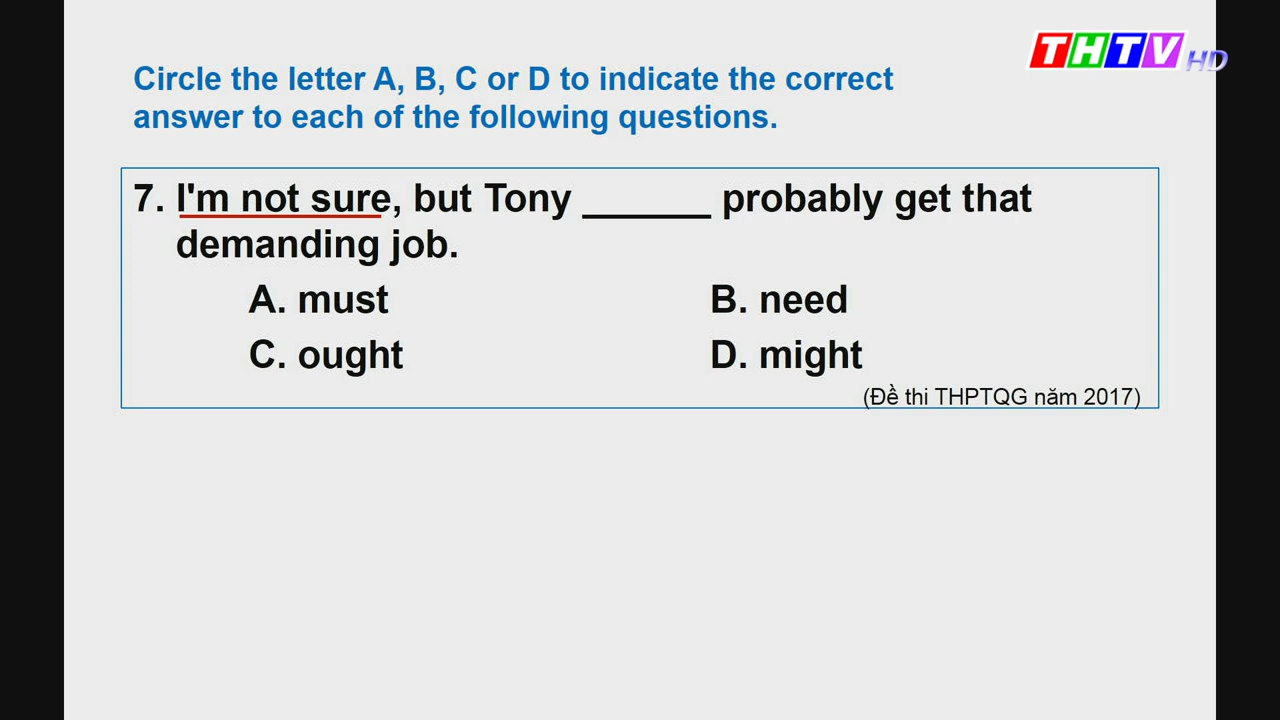 THTV HD
Circle the letter A, B, C or D to indicate the correct
answer to each of the following questions.
7. I'm not sure, but Tony ______ probably get that
demanding job.
A. must B. need
C. ought D. might
(Đề thi THPTQG năm 2017)